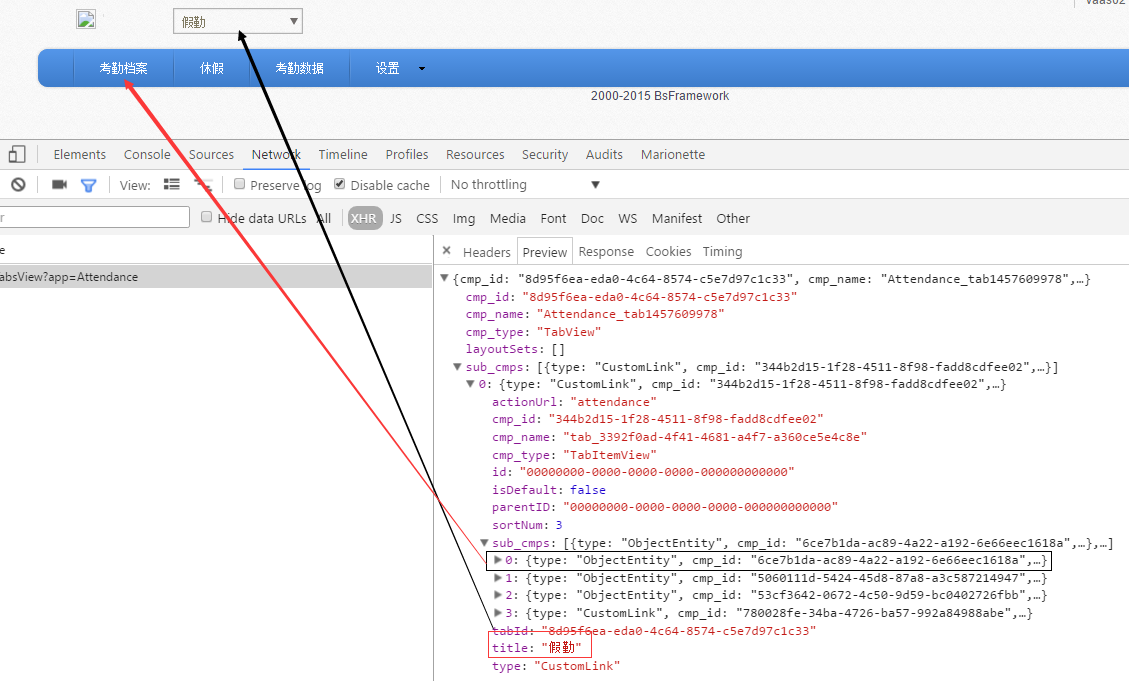 Vaas02
假勤
考勤档案 休假 考勤数据 设置
2000-2015 BsFramework
Elements Console Sources Network Timeline Profiles Resources Security Audits Marionette
View: Preserve log Disable cache No throttling
r Hide data URLs All XHR JS CSS Img Media Font Doc WS Manifest Other
e × Headers Preview Response Cookies Timing
absView?app=Attendance
{cmp_id: "8d95f6ea-eda0-4c64-8574-c5e7d97c1c33", cmp_name: "Attendance_tab1457609978",…}
cmp_id: "8d95f6ea-eda0-4c64-8574-c5e7d97c1c33"
cmp_name: "Attendance_tab1457609978"
cmp_type: "TabView"
layoutSets: []
sub_cmps: [{type: "CustomLink", cmp_id: "344b2d15-1f28-4511-8f98-fadd8cdfee02",…}]
0: {type: "CustomLink", cmp_id: "344b2d15-1f28-4511-8f98-fadd8cdfee02",…}
actionUrl: "attendance"
cmp_id: "344b2d15-1f28-4511-8f98-fadd8cdfee02"
cmp_name: "tab_3392f0ad-4f41-4681-a4f7-a360ce5e4c8e"
cmp_type: "TabItemView"
id: "00000000-0000-0000-0000-000000000000"
isDefault: false
parentID: "00000000-0000-0000-0000-000000000000"
sortNum: 3
sub_cmps: [{type: "ObjectEntity", cmp_id: "6ce7b1da-ac89-4a22-a192-6e66eec1618a",…},…]
0: {type: "ObjectEntity", cmp_id: "6ce7b1da-ac89-4a22-a192-6e66eec1618a",…}
1: {type: "ObjectEntity", cmp_id: "5060111d-5424-45d8-87a8-a3c587214947",…}
2: {type: "ObjectEntity", cmp_id: "53cf3642-0672-4c50-9d59-bc0402726fbb",…}
3: {type: "CustomLink", cmp_id: "780028fe-34ba-4726-ba57-992a84988abe",…}
tabId: "8d95f6ea-eda0-4c64-8574-c5e7d97c1c33"
title: "假勤"
type: "CustomLink"